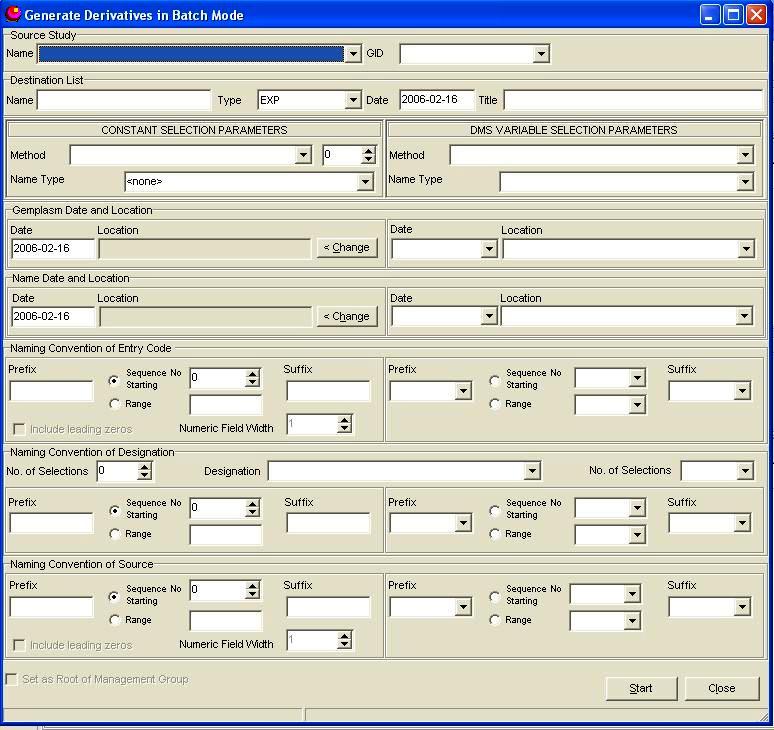 Generate Derivatives in Batch Mode
Source Study
Name GID
Destination List
Name Type EXP Date 2006-02-16 Title
CONSTANT SELECTION PARAMETERS DMS VARIABLE SELECTION PARAMETERS
Method 0 Method
Name Type <none> Name Type
Gemplasm Date and Location
Date Location Date Location
2006-02-16 < Change
Name Date and Location
Date Location Date Location
2006-02-16 < Change
Naming Convention of Entry Code
Prefix Sequence No Starting 0 Suffix Prefix Sequence No Starting Suffix
Range Range
Include leading zeros Numeric Field Width 1
Naming Convention of Designation
No. of Selections 0 Designation No. of Selections
Prefix Sequence No Starting 0 Suffix Prefix Sequence No Starting Suffix
Range Range
Naming Convention of Source
Prefix Sequence No Starting 0 Suffix Prefix Sequence No Starting Suffix
Range Range
Include leading zeros Numeric Field Width 1
Set as Root of Management Group
Start Close